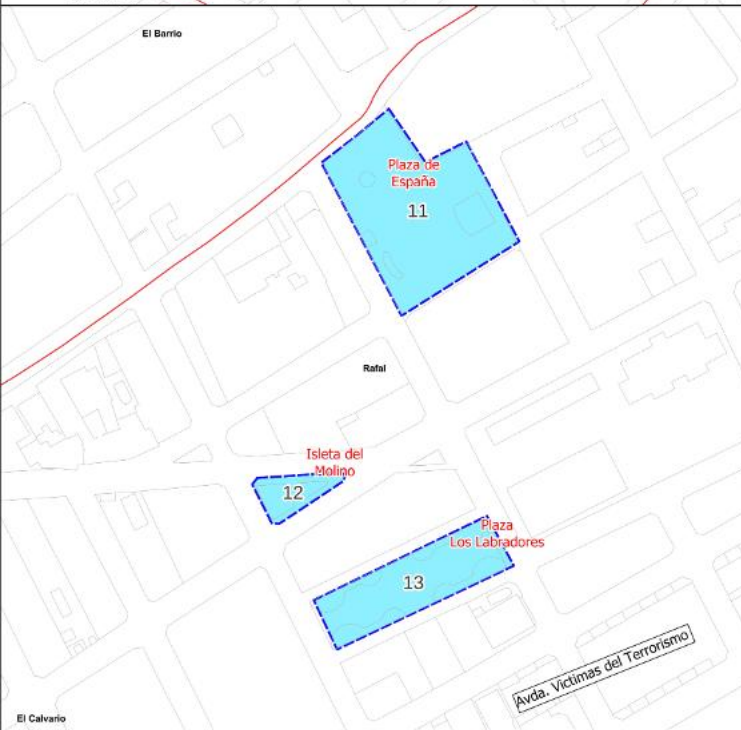 El Barrio
Plaza de
España
11
Rafal
Isleta del
Molino
12
Plaza
Los Labradores
13
Avda. Victimas del Terrorismo
El Calvario